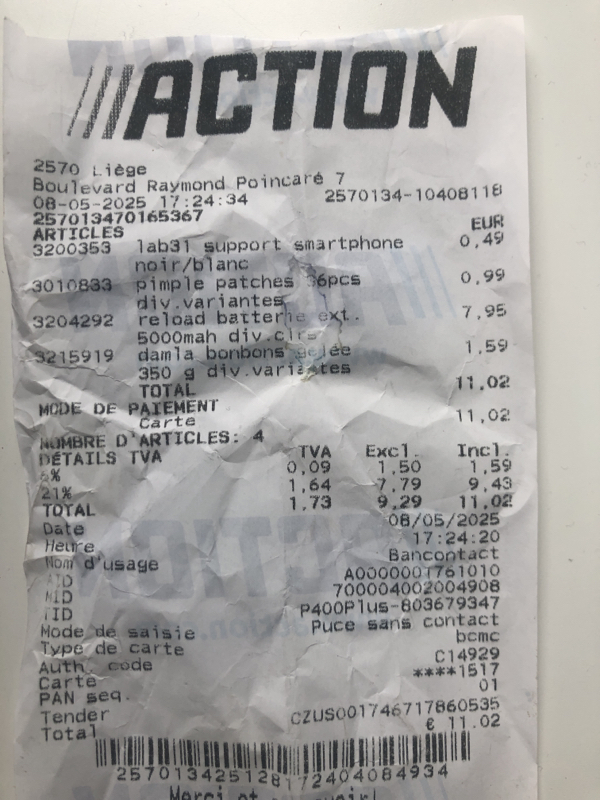 ACTION
2570 Liège
Boulevard Raymond Poincaré 7
08-05-2025 17:24:34 2570134-10408118
257013470165367
ARTICLES EUR
3200353 lab31 support smartphone 0,49
noir/blanc
3010833 pimple patches 36pcs 0,99
div.variantes
3204292 reload batterie ext. 7,95
5000mah div.clrs
3215919 damla bonbons gelée 1,59
350 g div.variantes
TOTAL 11,02
MODE DE PAIEMENT
Carte 11,02
NOMBRE D'ARTICLES: 4
DÉTAILS TVA TVA Excl. Incl.
6% 0,09 1,50 1,59
21% 1,64 7,79 9,43
TOTAL 1,73 9,29 11,02
Date 08/05/2025
Heure 17:24:20
Nom d'usage Bancontact
AID A0000001761010
MID 700004002004908
TID P400Plus-803679347
Mode de saisie Puce sans contact
Type de carte bcmc
Auth. code C14929
Carte ****1517
PAN seq. 01
Tender CZUS001746717860535
Total € 11.02
Merci et